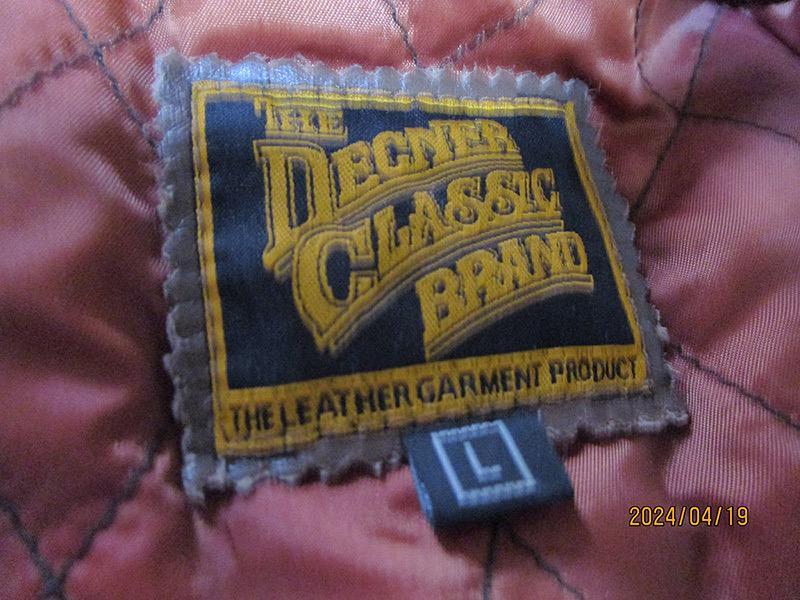 THE
DEGNER
CLASSIC
BRAND
THE LEATHER GARMENT PRODUCT
L
2024/04/19